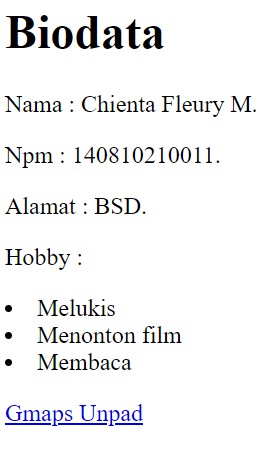 Biodata
Nama : Chienta Fleury M.
Npm : 140810210011.
Alamat : BSD.
Hobby :
• Melukis
• Menonton film
• Membaca
Gmaps Unpad